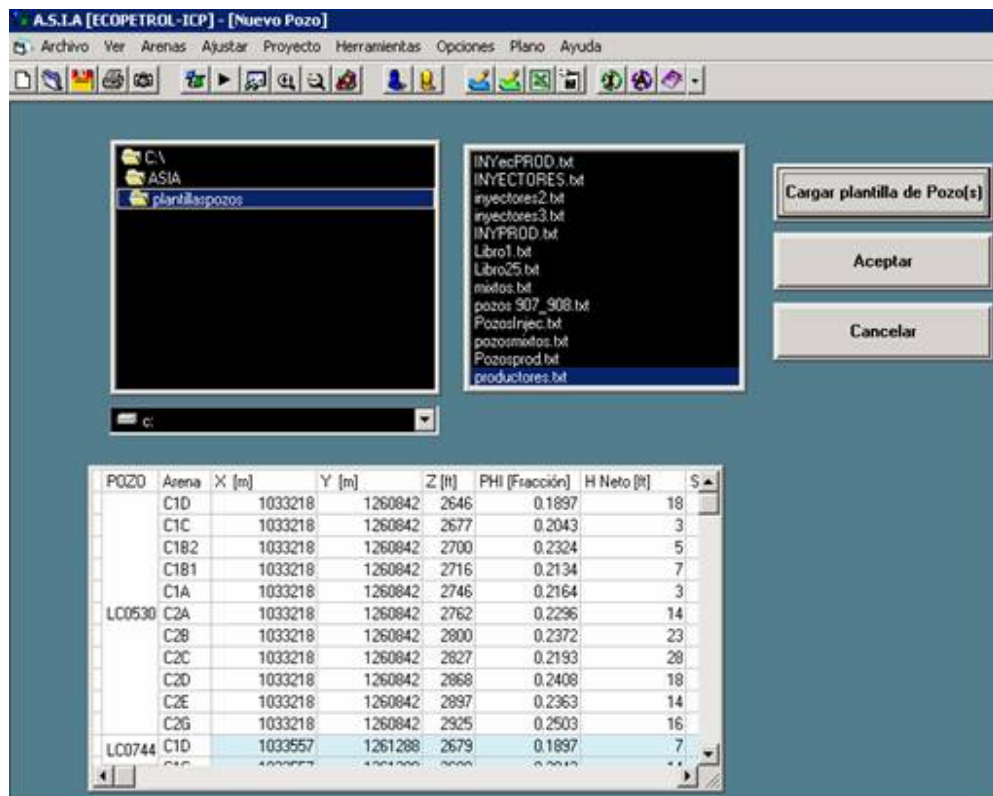 A.S.I.A [ECOPETROL-ICP] - [Nuevo Pozo]
Archivo Ver Arenas Ajustar Proyecto Herramientas Opciones Plano Ayuda
C:\
ASIA
plantillaspozos
c:
INYecPROD.txt
INYECTORES.txt
inyectores2.txt
inyectores3.txt
INYPROD.txt
Libro1.txt
Libro25.txt
mixtos.txt
pozos 907_908.txt
PozosInjec.txt
pozosmixtos.txt
Pozosprod.txt
productores.txt
Cargar plantilla de Pozo(s)
Aceptar
Cancelar
POZO Arena X [m] Y [m] Z [ft] PHI [Fracción] H Neto [ft] S
C1D 1033218 1260842 2646 0.1897 18
C1C 1033218 1260842 2677 0.2043 3
C1B2 1033218 1260842 2700 0.2324 5
C1B1 1033218 1260842 2716 0.2134 7
C1A 1033218 1260842 2746 0.2164 3
LC0530 C2A 1033218 1260842 2762 0.2296 14
C2B 1033218 1260842 2800 0.2372 23
C2C 1033218 1260842 2827 0.2193 28
C2D 1033218 1260842 2868 0.2408 18
C2E 1033218 1260842 2897 0.2363 14
C2G 1033218 1260842 2925 0.2503 16
LC0744 C1D 1033557 1261288 2679 0.1897 7